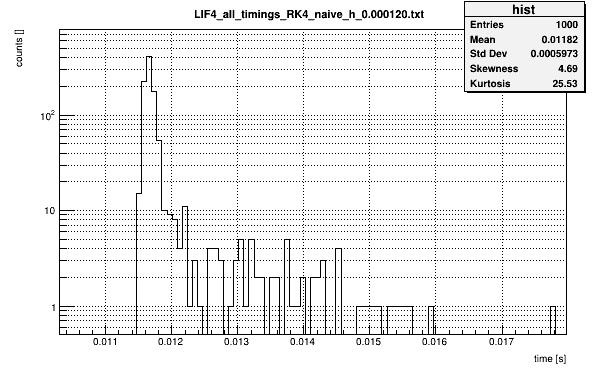 LIF4_all_timings_RK4_naive_h_0.000120.txt
hist
Entries 1000
Mean 0.01182
Std Dev 0.0005973
Skewness 4.69
Kurtosis 25.53
counts []
10²
10
1
0.011 0.012 0.013 0.014 0.015 0.016 0.017
time [s]